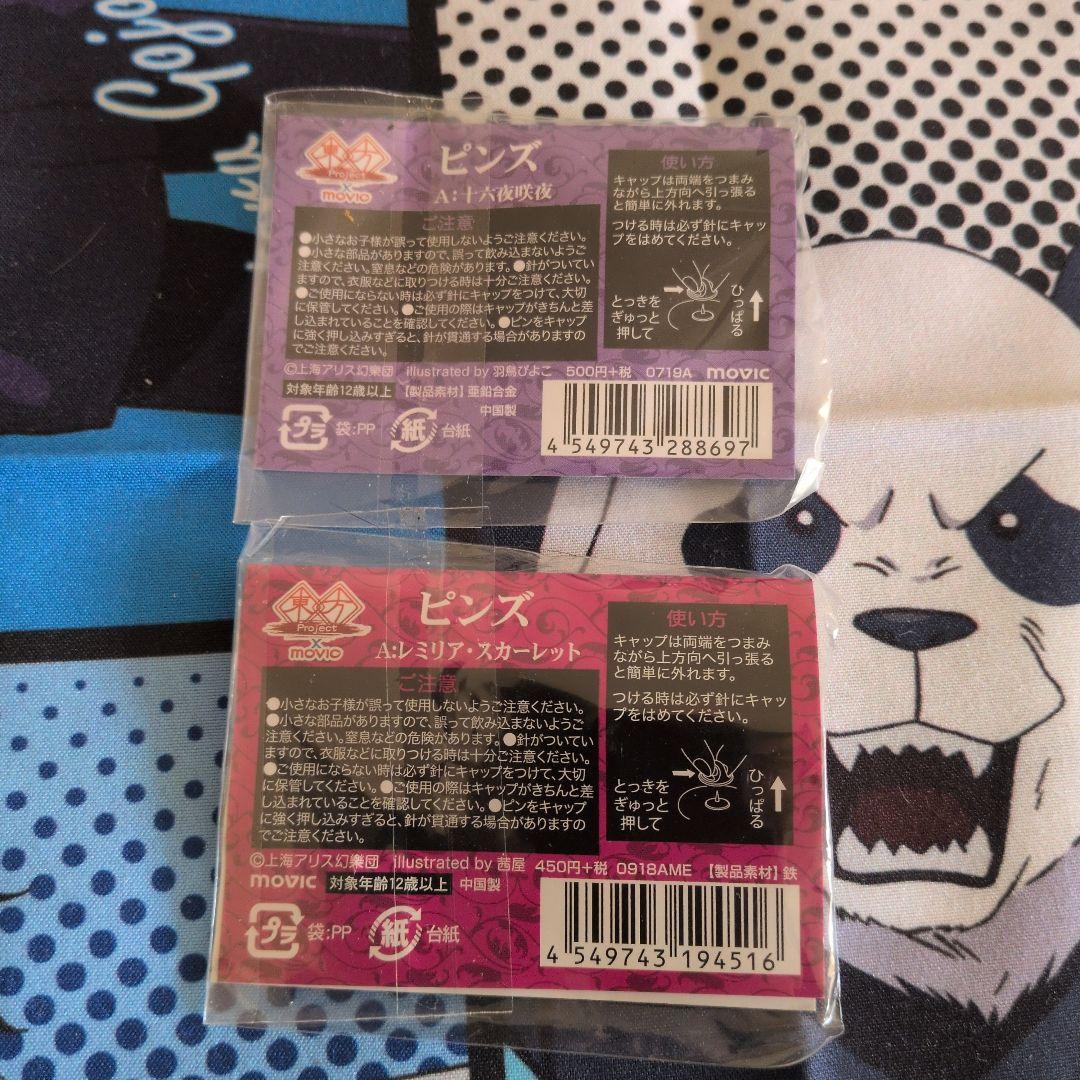 東方
Project
×
movic
ピンズ
A:十六夜咲夜
ご注意
●小さなお子様が誤って使用しないようご注意ください。
●小さな部品がありますので、誤って飲み込まないようご
注意ください。窒息などの危険があります。●針がついてい
ますので、衣服などに取りつける時は十分ご注意ください。
●ご使用にならない時は必ず針にキャップをつけて、大切
に保管してください。●ご使用の際はキャップがきちんと差
し込まれていることを確認してください。●ピンをキャップ
に強く押し込みすぎると、針が貫通する場合がありますの
でご注意ください。
使い方
キャップは両端をつまみ
ながら上方向へ引っ張る
と簡単に外れます。
つける時は必ず針にキャッ
プをはめてください。
とっきを
ぎゅっと
押して
ひっぱる
©上海アリス幻樂団 illustrated by 羽鳥ぴよこ 500円+税 0719A movic
対象年齢12歳以上 【製品素材】亜鉛合金
中国製
プラ 袋:PP 紙 台紙
4 549743 288697
東方
Project
×
movic
ピンズ
A:レミリア・スカーレット
ご注意
●小さなお子様が誤って使用しないようご注意ください。
●小さな部品がありますので、誤って飲み込まないようご
注意ください。窒息などの危険があります。●針がついてい
ますので、衣服などに取りつける時は十分ご注意ください。
●ご使用にならない時は必ず針にキャップをつけて、大切
に保管してください。●ご使用の際はキャップがきちんと差
し込まれていることを確認してください。●ピンをキャップ
に強く押し込みすぎると、針が貫通する場合がありますの
でご注意ください。
使い方
キャップは両端をつまみ
ながら上方向へ引っ張る
と簡単に外れます。
つける時は必ず針にキャッ
プをはめてください。
とっきを
ぎゅっと
押して
ひっぱる
©上海アリス幻樂団 illustrated by 茜屋 450円+税 0918AME 【製品素材】鉄
movic 対象年齢12歳以上 中国製
プラ 袋:PP 紙 台紙
4 549743 194516